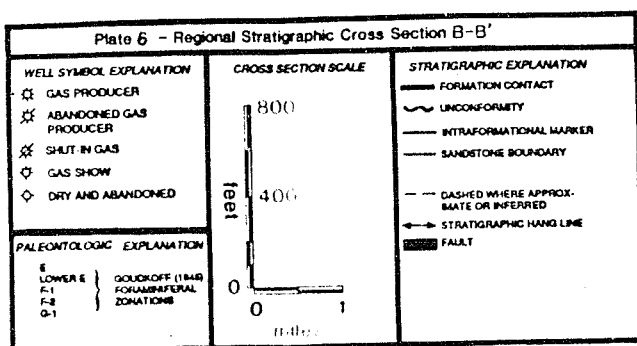 Plate 6 - Regional Stratigraphic Cross Section B-B'
WELL SYMBOL EXPLANATION
GAS PRODUCER
ABANDONED GAS
PRODUCER
SHUT-IN GAS
GAS SHOW
DRY AND ABANDONED
PALEONTOLOGIC EXPLANATION
E
LOWER E
F-1
F-2
G-1
GOUDKOFF (1945)
FORAMINIFERAL
ZONATIONS
CROSS SECTION SCALE
800
400
0
feet
0 1
miles
STRATIGRAPHIC EXPLANATION
FORMATION CONTACT
UNCONFORMITY
INTRAFORMATIONAL MARKER
SANDSTONE BOUNDARY
DASHED WHERE APPROX-
IMATE OR INFERRED
STRATIGRAPHIC HANG LINE
FAULT